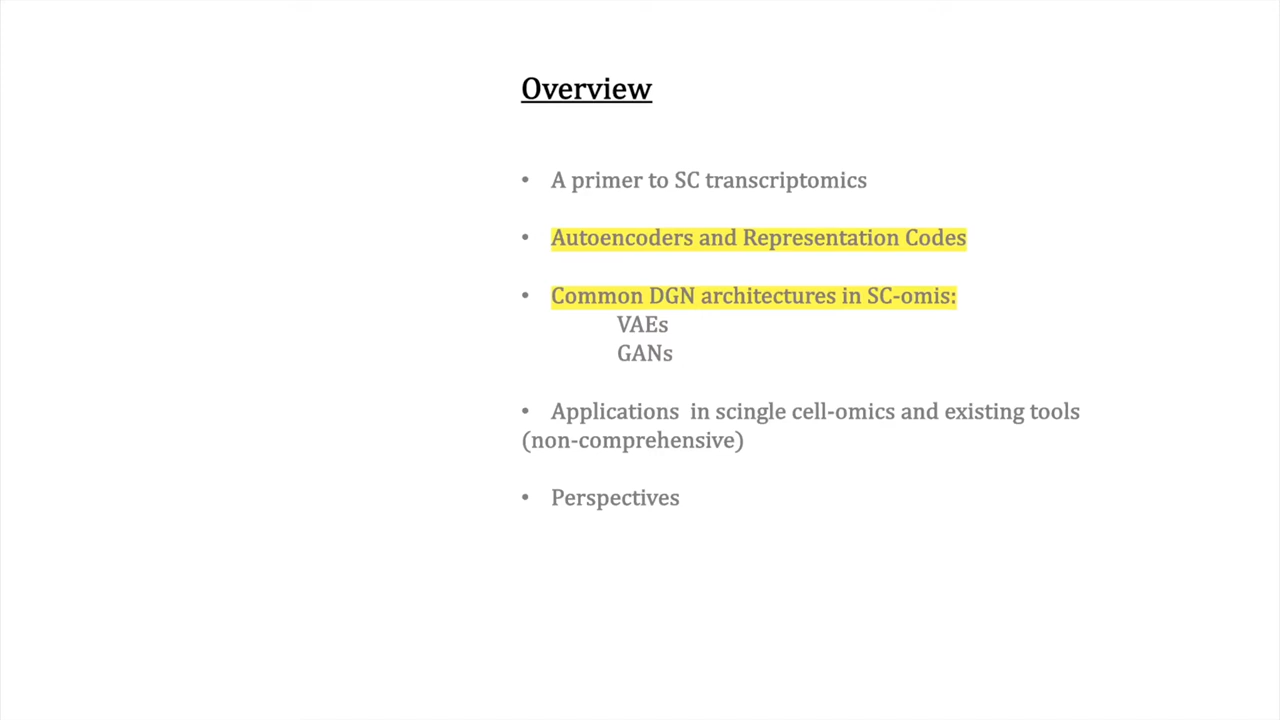 Overview
• A primer to SC transcriptomics
• Autoencoders and Representation Codes
• Common DGN architectures in SC-omis:
VAEs
GANs
• Applications  in scingle cell-omics and existing tools
(non-comprehensive)
• Perspectives